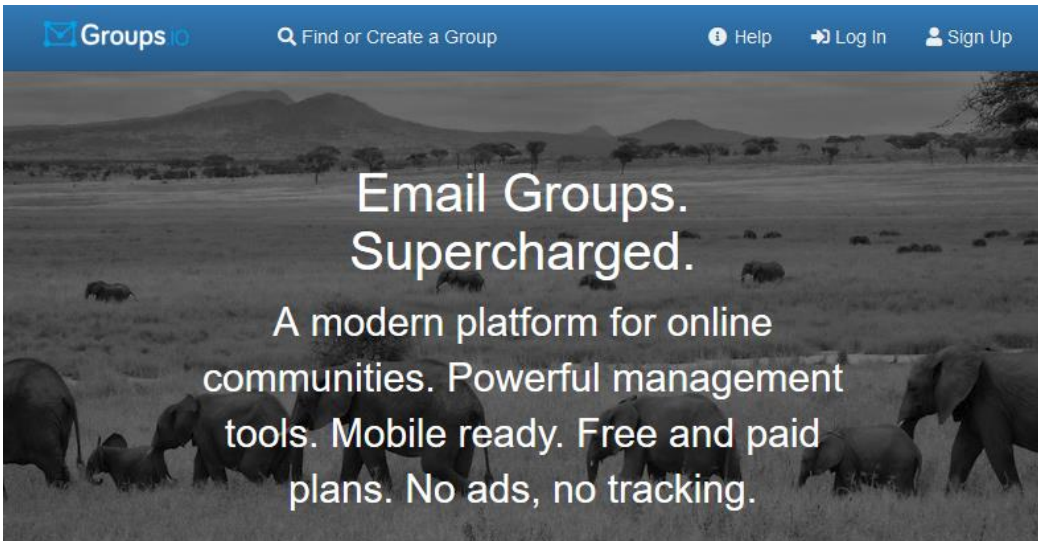 Groups.io
Find or Create a Group
Help
Log In
Sign Up
Email Groups.
Supercharged.
A modern platform for online
communities. Powerful management
tools. Mobile ready. Free and paid
plans. No ads, no tracking.